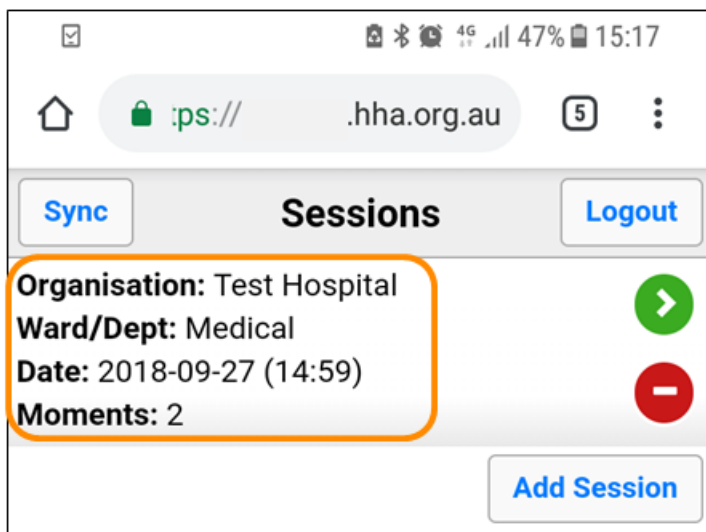 4G 47% 15:17
:ps:// .hha.org.au 5
Sync Sessions Logout
Organisation: Test Hospital
Ward/Dept: Medical
Date: 2018-09-27 (14:59)
Moments: 2
Add Session